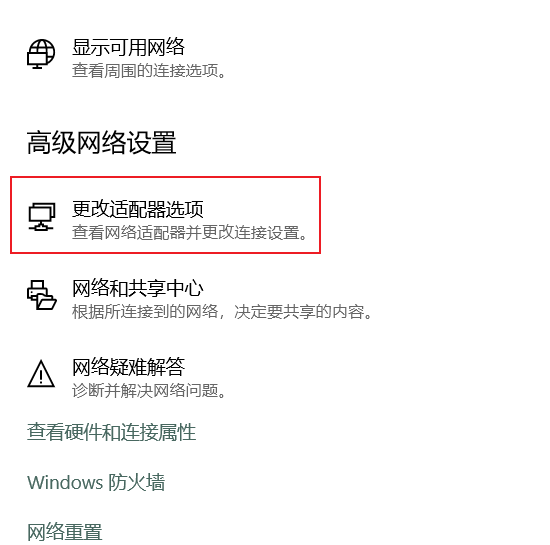 显示可用网络
查看周围的连接选项。
高级网络设置
更改适配器选项
查看网络适配器并更改连接设置。
网络和共享中心
根据所连接到的网络，决定要共享的内容。
网络疑难解答
诊断并解决网络问题。
查看硬件和连接属性
Windows 防火墙
网络重置